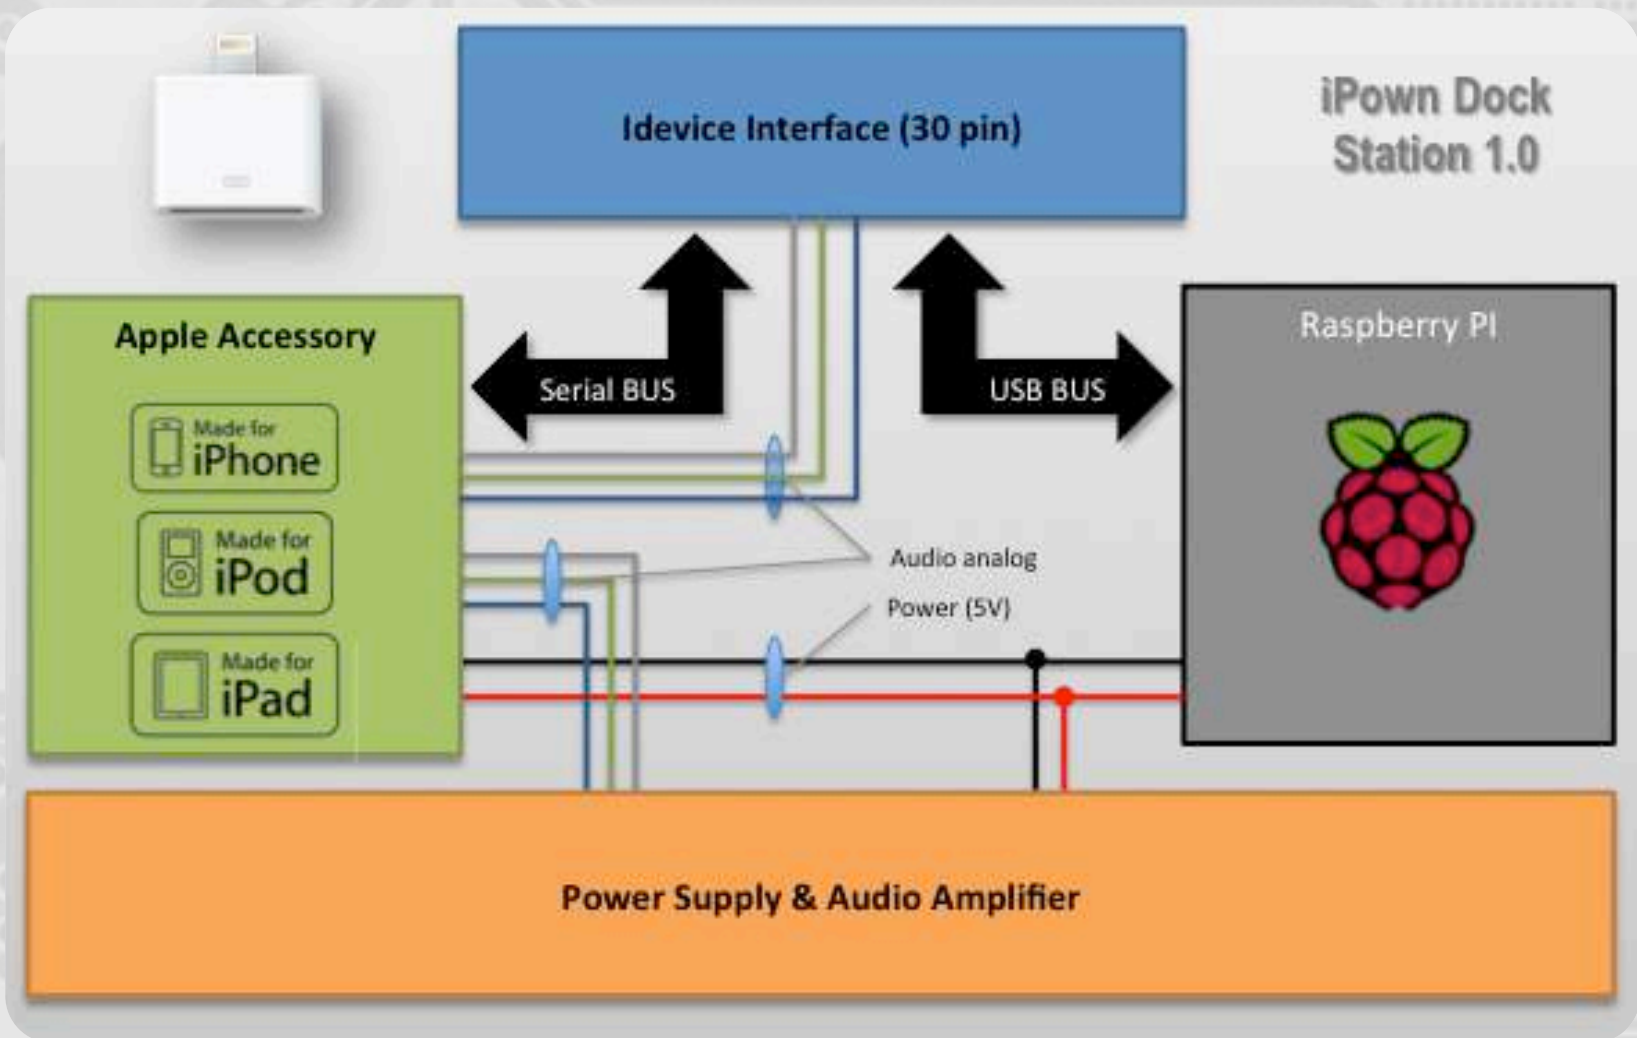 Idevice Interface (30 pin)
iPown Dock
Station 1.0
Apple Accessory
Made for
iPhone
Made for
iPod
Made for
iPad
Serial BUS
USB BUS
Raspberry PI
Audio analog
Power (5V)
Power Supply & Audio Amplifier